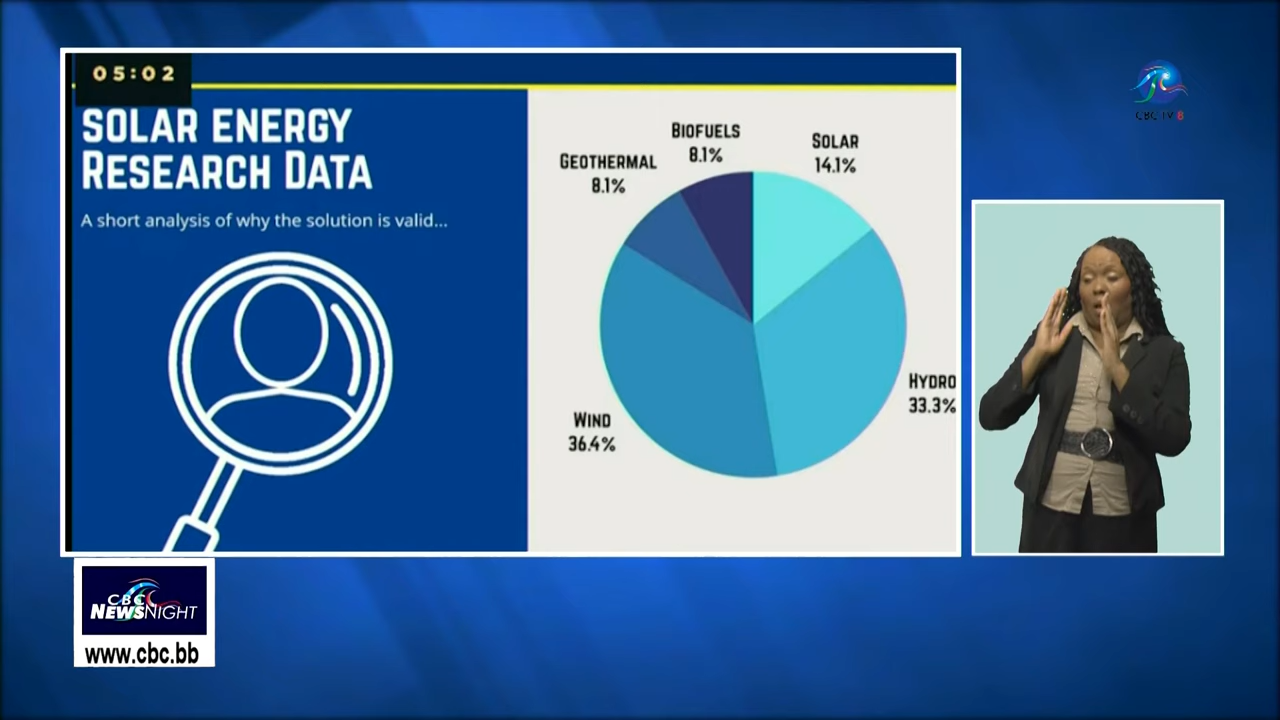 05:02
SOLAR ENERGY
RESEARCH DATA
A short analysis of why the solution is valid...
BIOFUELS
8.1%
SOLAR
14.1%
GEOTHERMAL
8.1%
HYDRO
33.3%
WIND
36.4%
CBC TV 8
CBC
NEWSNIGHT
www.cbc.bb